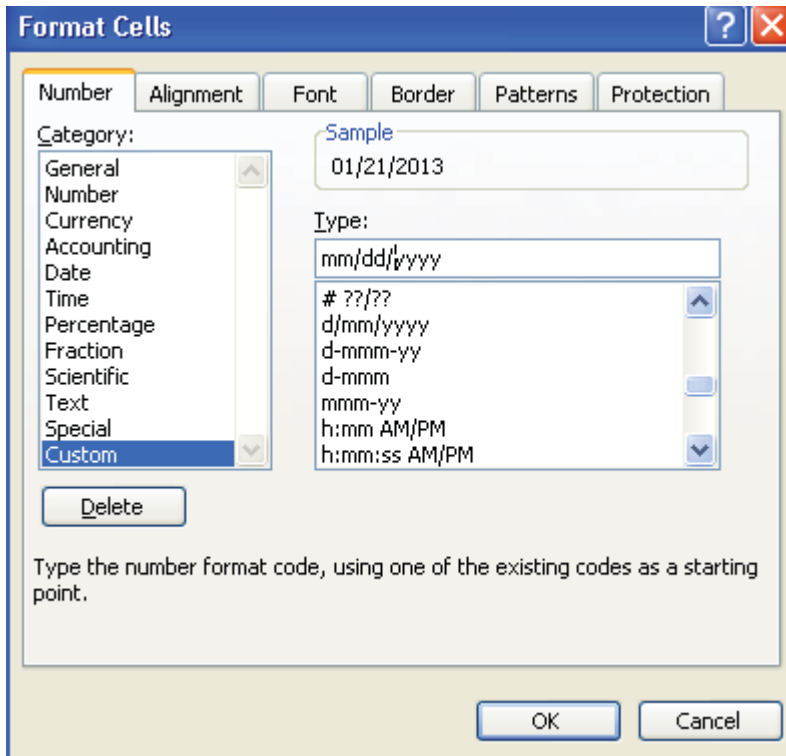 Format Cells
?
Number Alignment Font Border Patterns Protection
Category:
General
Number
Currency
Accounting
Date
Time
Percentage
Fraction
Scientific
Text
Special
Custom
Delete
Sample
01/21/2013
Type:
mm/dd/yyyy
# ??/??
d/mm/yyyy
d-mmm-yy
d-mmm
mmm-yy
h:mm AM/PM
h:mm:ss AM/PM
Type the number format code, using one of the existing codes as a starting
point.
OK Cancel